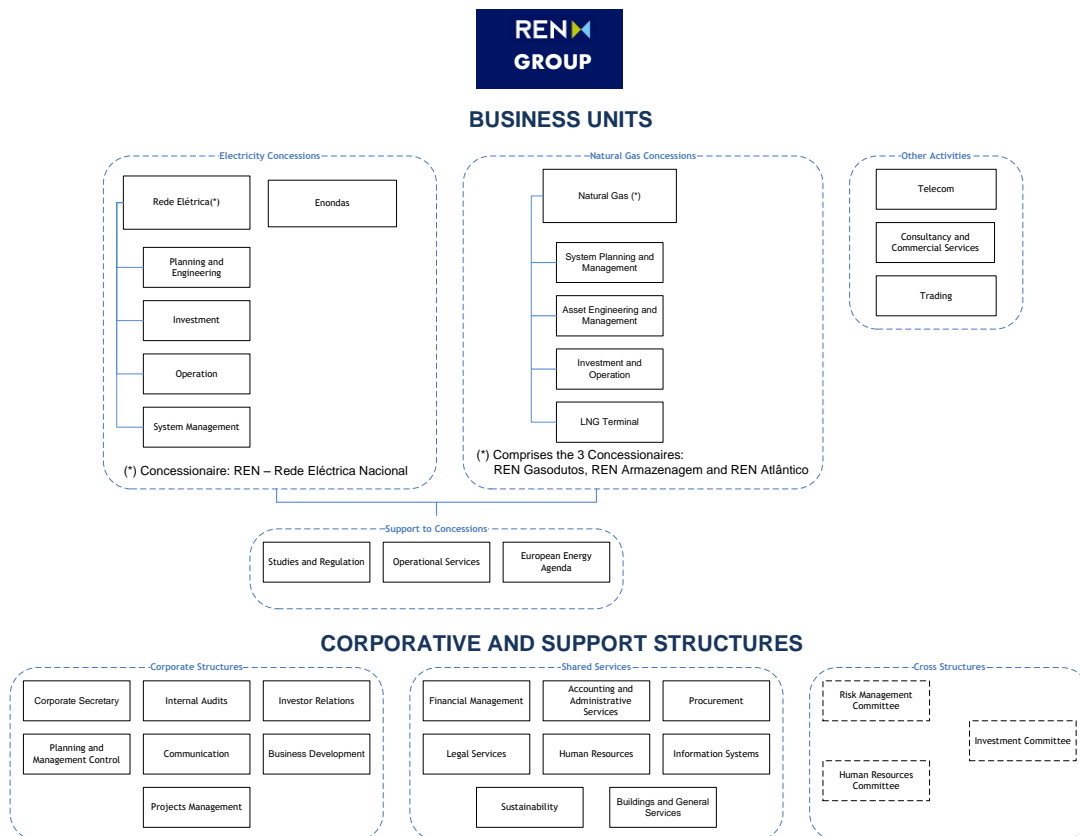 REN
GROUP
BUSINESS UNITS
Electricity Concessions
Rede Elétrica(*)
Enondas
Planning and
Engineering
Investment
Operation
System Management
(*) Concessionaire: REN – Rede Eléctrica Nacional
Natural Gas Concessions
Natural Gas (*)
System Planning and
Management
Asset Engineering and
Management
Investment and
Operation
LNG Terminal
(*) Comprises the 3 Concessionaires:
REN Gasodutos, REN Armazenagem and REN Atlântico
Other Activities
Telecom
Consultancy and
Commercial Services
Trading
Support to Concessions
Studies and Regulation
Operational Services
European Energy
Agenda
CORPORATIVE AND SUPPORT STRUCTURES
Corporate Structures
Corporate Secretary
Internal Audits
Investor Relations
Planning and
Management Control
Communication
Business Development
Projects Management
Shared Services
Financial Management
Accounting and
Administrative
Services
Procurement
Legal Services
Human Resources
Information Systems
Sustainability
Buildings and General
Services
Cross Structures
Risk Management
Committee
Investment Committee
Human Resources
Committee